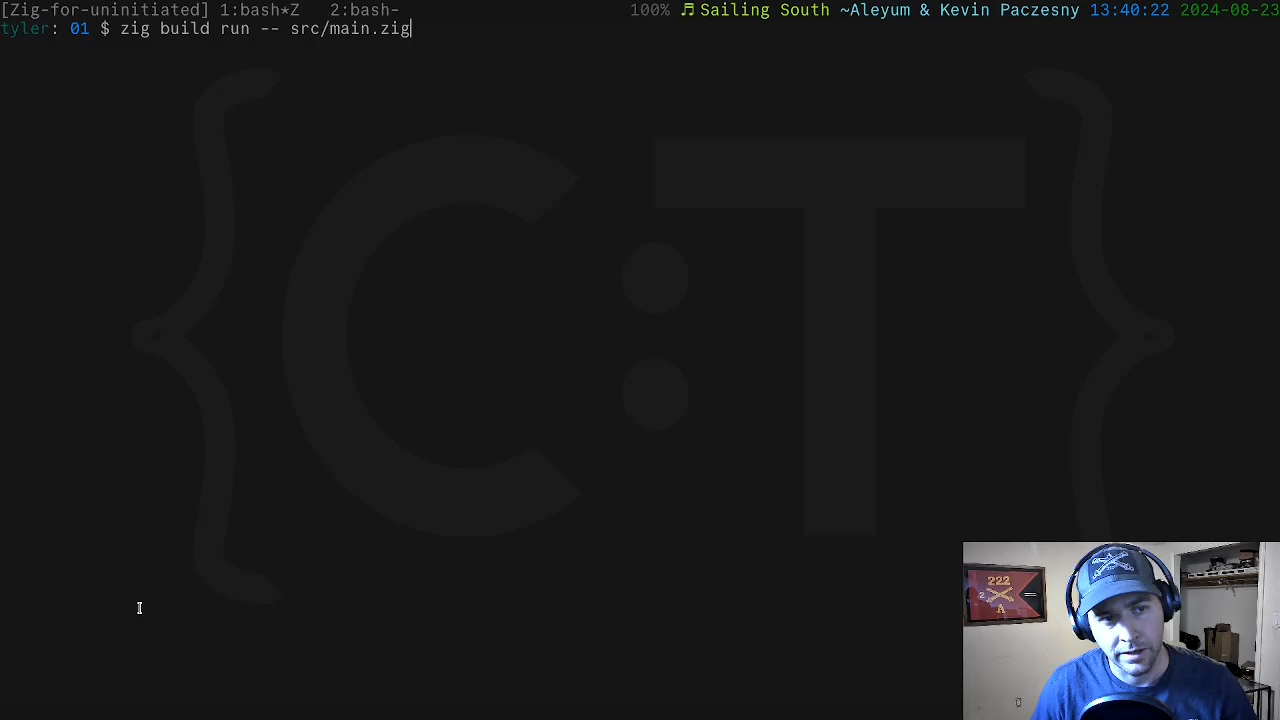 [Zig-for-uninitiated] 1:bash*Z 2:bash- 100% ♬ Sailing South ~Aleyum & Kevin Paczesny 13:40:22 2024-08-23
tyler: 01 $ zig build run -- src/main.zig
{C:T}
222
2
A